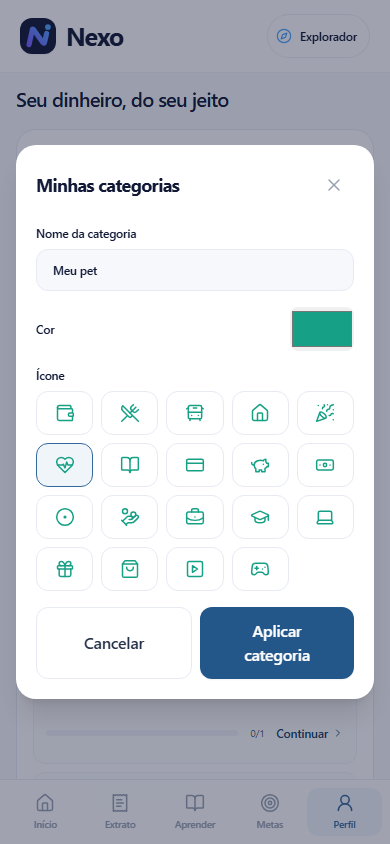 Nexo
Explorador
Seu dinheiro, do seu jeito
Minhas categorias
Nome da categoria
Meu pet
Cor
Ícone
Cancelar
Aplicar
categoria
0/1
Continuar
Início
Extrato
Aprender
Metas
Perfil